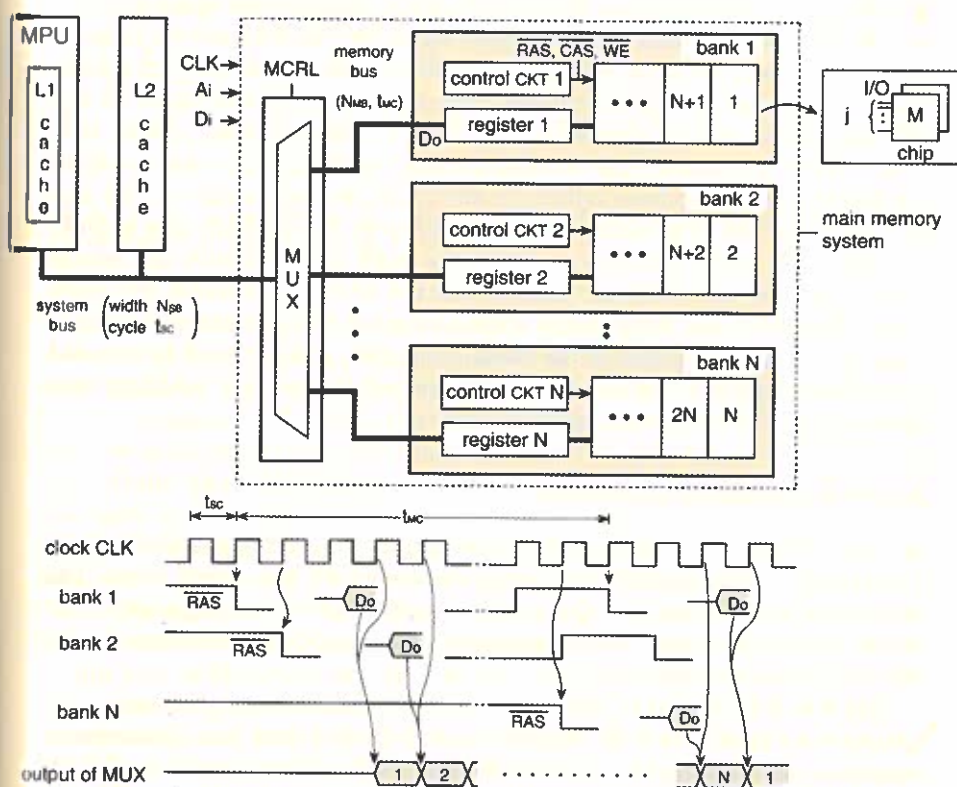 MPU
L1 cache
L2 cache
CLK
Ai
Di
MCRL
MUX
memory bus
(NMB, tMC)
RAS, CAS, WE
bank 1
control CKT 1
register 1
Do
••• N+1 1
I/O
j { M
chip
bank 2
control CKT 2
register 2
••• N+2 2
main memory system
system bus (width NSB cycle tSC)
bank N
control CKT N
register N
••• 2N N
tSC
tMC
clock CLK
bank 1
RAS
Do
Do
bank 2
RAS
Do
bank N
RAS
Do
output of MUX
1 2 N 1